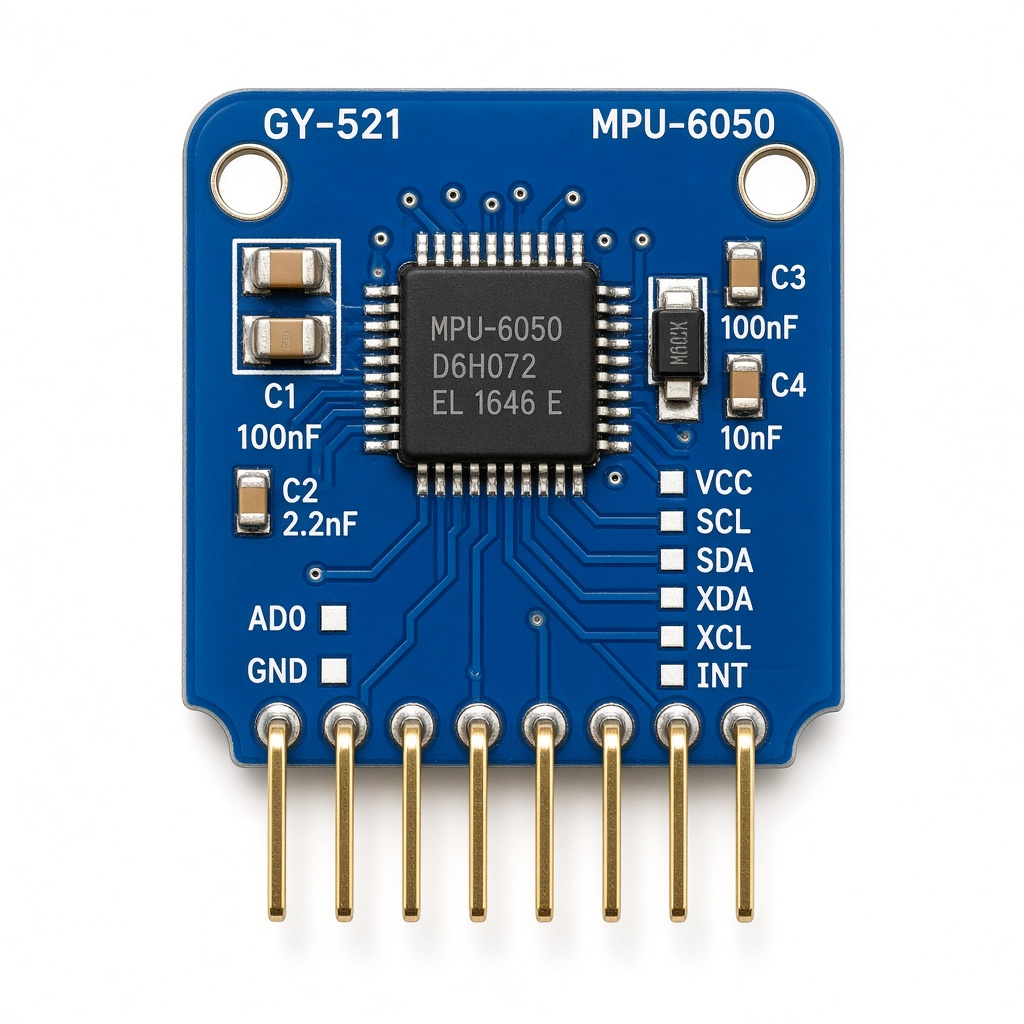 GY-521
MPU-6050
MPU-6050
D6H072
EL 1646 E
C1
100nF
C2
2.2nF
C3
100nF
C4
10nF
VCC
SCL
SDA
XDA
XCL
INT
AD0
GND